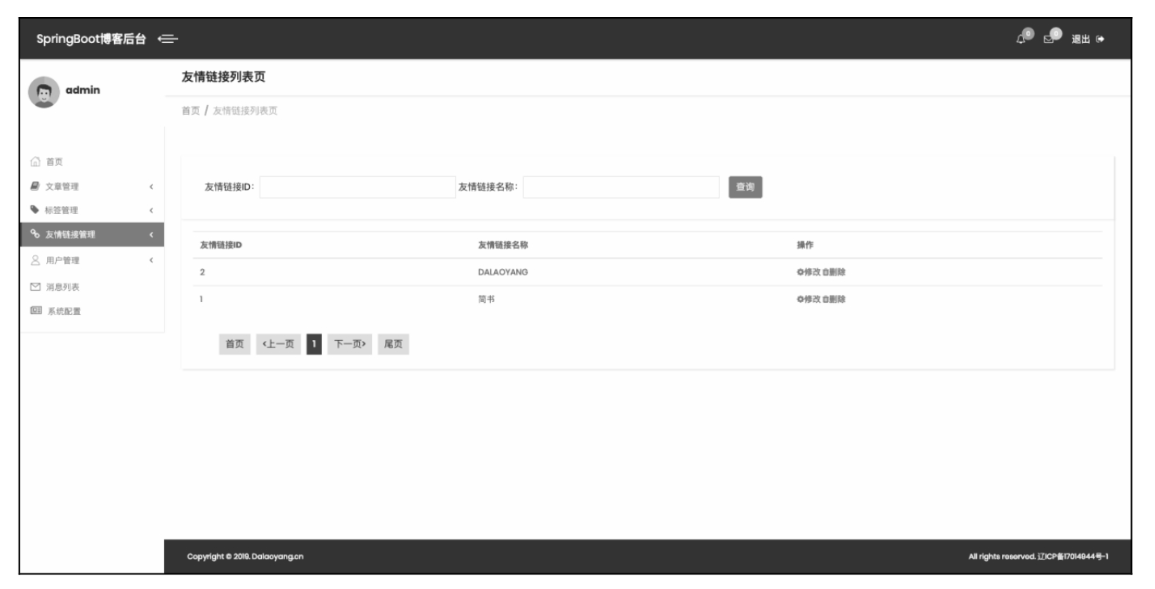 SpringBoot博客后台
退出
admin
友情链接列表页
首页 / 友情链接列表页
首页
文章管理
标签管理
友情链接管理
用户管理
消息列表
系统配置
友情链接ID: 友情链接名称: 查询
友情链接ID 友情链接名称 操作
2 DALAOYANG 修改 删除
1 简书 修改 删除
首页 ‹上一页 1 下一页› 尾页
Copyright © 2019. Dalaoyang.cn All rights reserved. 辽ICP备17014944号-1